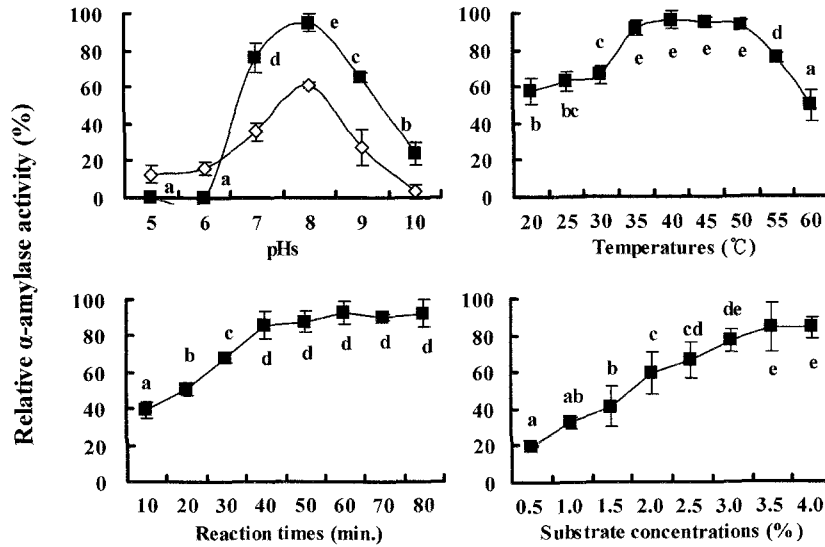 Relative α-amylase activity (%)
100
80
60
40
20
0
a
a
d
e
c
b
5 6 7 8 9 10
pHs
100
80
60
40
20
0
b
bc
c
e
e
e
e
d
a
20 25 30 35 40 45 50 55 60
Temperatures (℃)
100
80
60
40
20
0
a
b
c
d
d
d
d
d
10 20 30 40 50 60 70 80
Reaction times (min.)
100
80
60
40
20
0
a
ab
b
c
cd
de
e
e
0.5 1.0 1.5 2.0 2.5 3.0 3.5 4.0
Substrate concentrations (%)